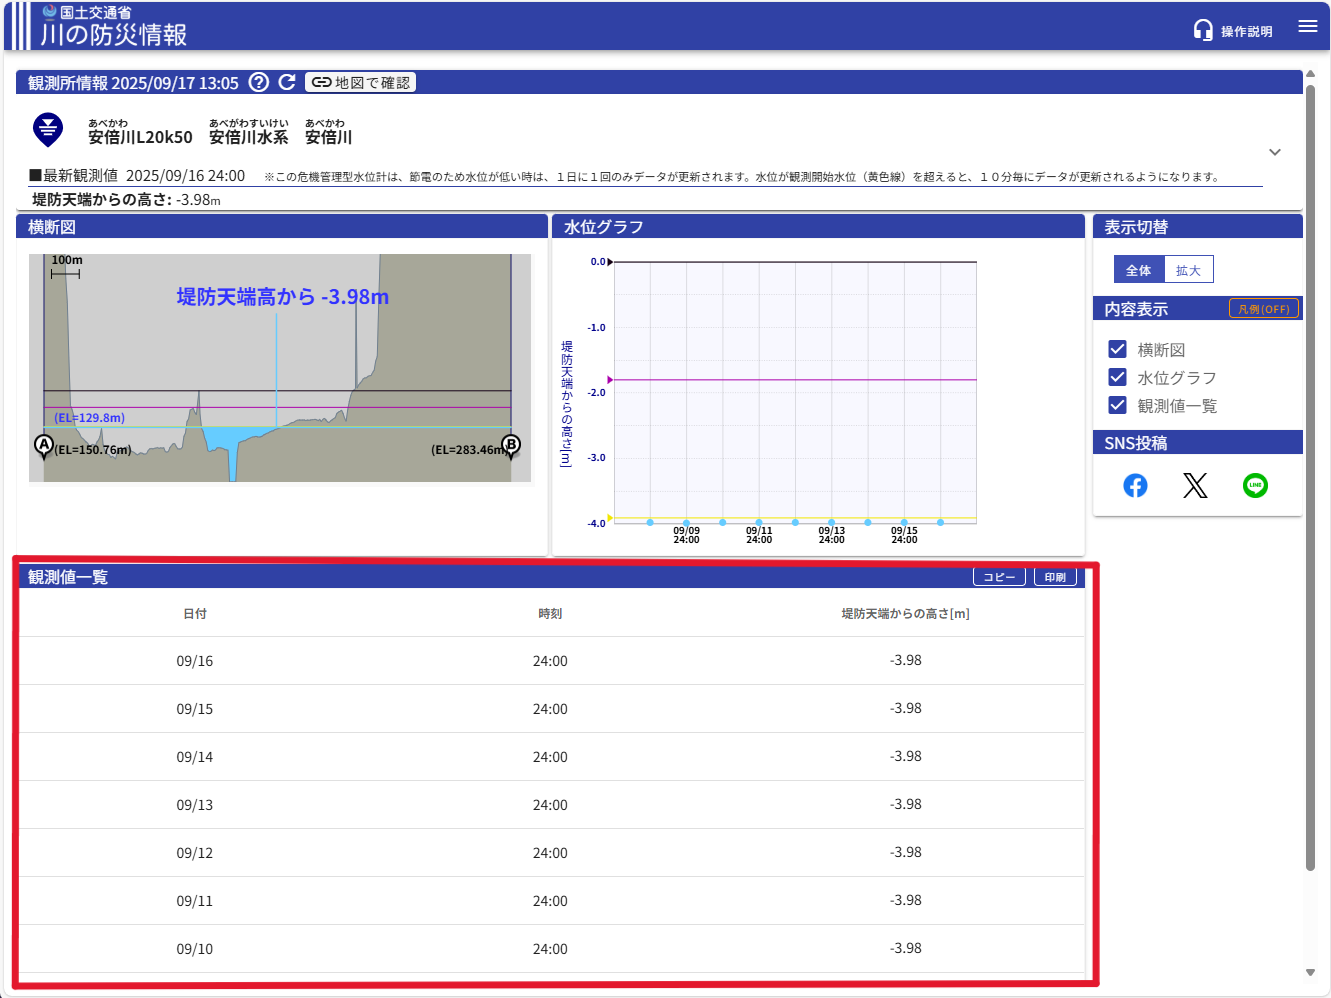 国土交通省
川の防災情報
操作説明
観測所情報 2025/09/17 13:05 地図で確認
あべかわ あべがわすいけい あべかわ
安倍川L20k50 安倍川水系 安倍川
■最新観測値 2025/09/16 24:00 ※この危機管理型水位計は、節電のため水位が低い時は、１日に１回のみデータが更新されます。水位が観測開始水位（黄色線）を超えると、１０分毎にデータが更新されるようになります。
堤防天端からの高さ: -3.98m
横断図
100m
堤防天端高から -3.98m
(EL=129.8m)
A
(EL=150.76m)
(EL=283.46m)
B
水位グラフ
堤防天端からの高さ[m]
0.0
-1.0
-2.0
-3.0
-4.0
09/09 09/11 09/13 09/15
24:00 24:00 24:00 24:00
表示切替
全体 拡大
内容表示 凡例(OFF)
横断図
水位グラフ
観測値一覧
SNS投稿
LINE
観測値一覧 コピー 印刷
日付 時刻 堤防天端からの高さ[m]
09/16 24:00 -3.98
09/15 24:00 -3.98
09/14 24:00 -3.98
09/13 24:00 -3.98
09/12 24:00 -3.98
09/11 24:00 -3.98
09/10 24:00 -3.98